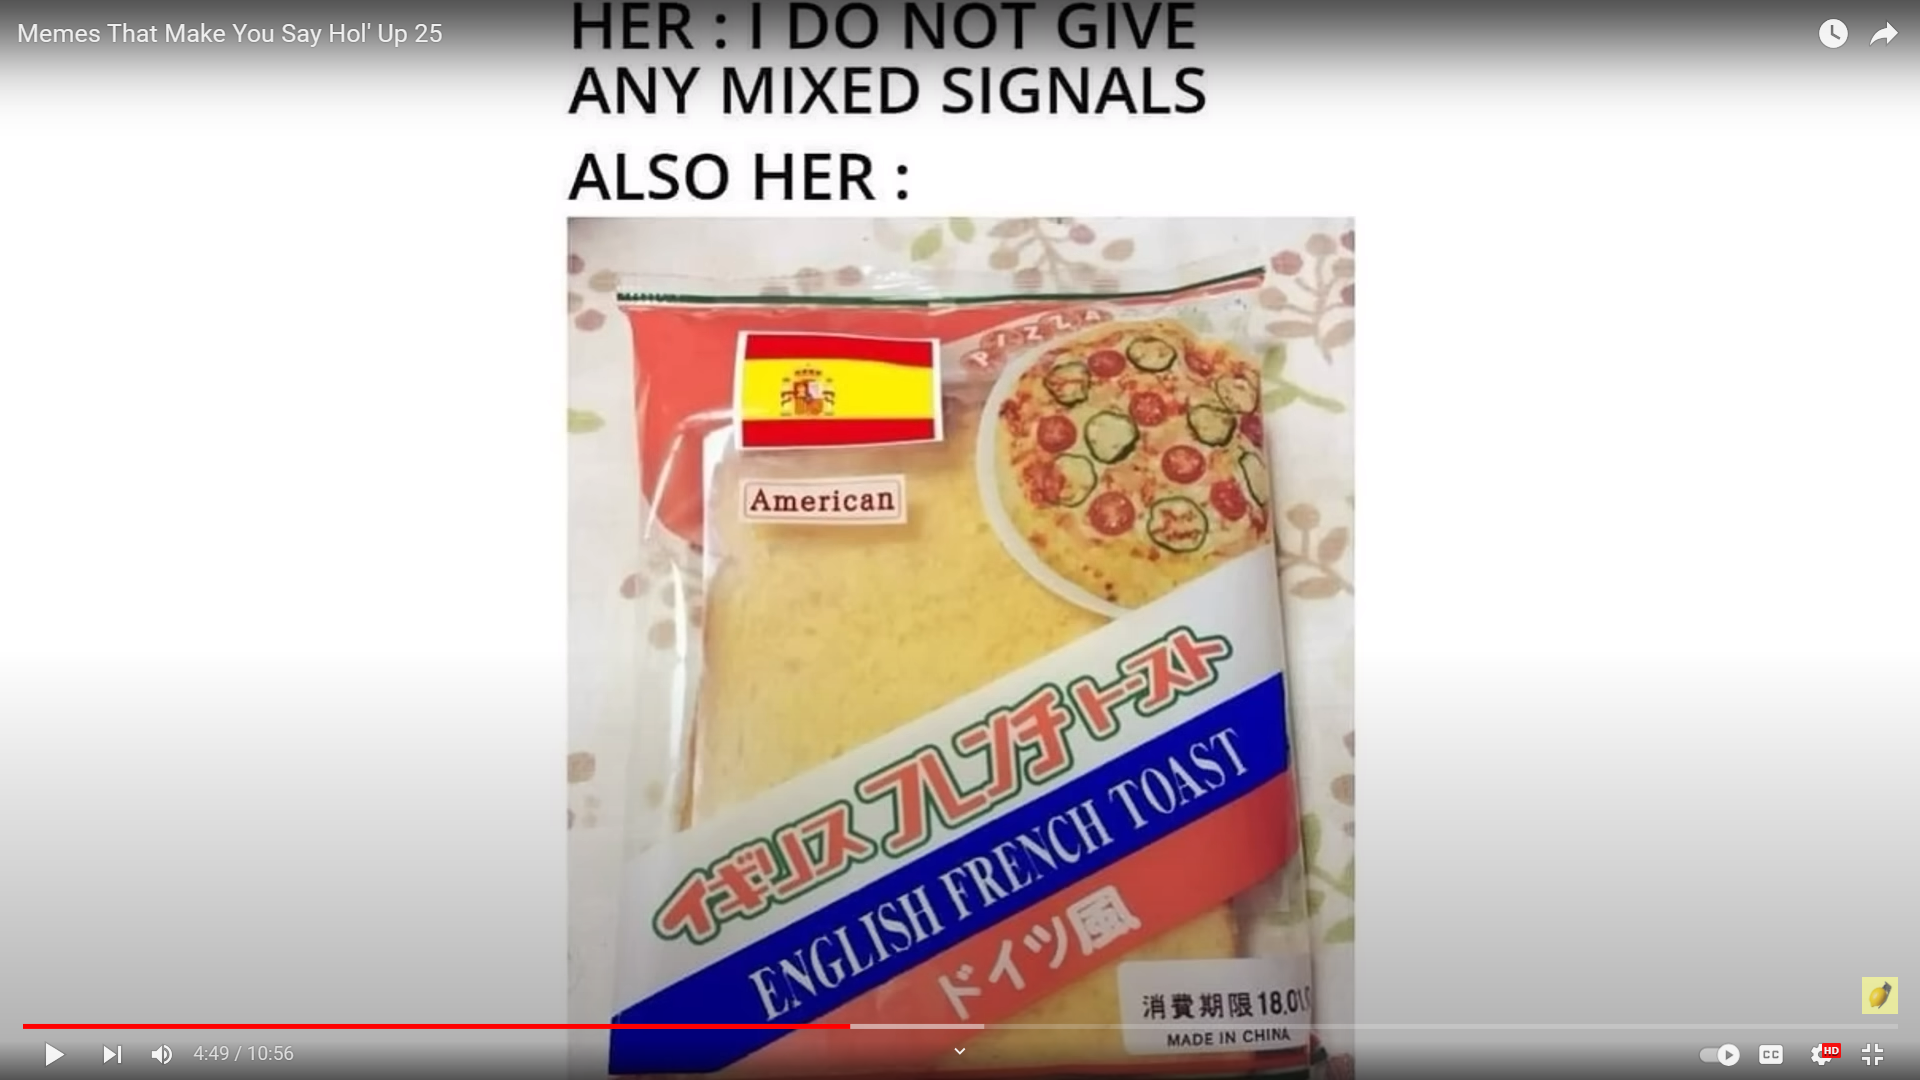 Memes That Make You Say Hol' Up 25
HER : I DO NOT GIVE
ANY MIXED SIGNALS
ALSO HER :
PIZZA
American
イギリス フレンチ トースト
ENGLISH FRENCH TOAST
ドイツ風
消費期限 18.01.
MADE IN CHINA
4:49 / 10:56
CC
HD